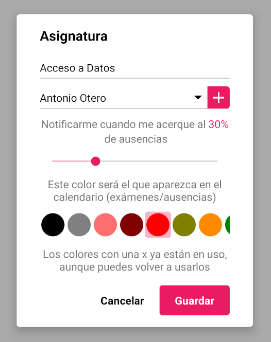 Asignatura
Acceso a Datos
Antonio Otero
Notificarme cuando me acerque al 30%
de ausencias
Este color será el que aparezca en el
calendario (exámenes/ausencias)
Los colores con una x ya están en uso,
aunque puedes volver a usarlos
Cancelar Guardar